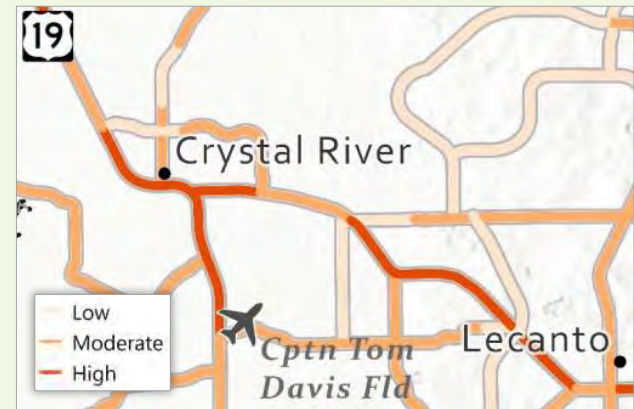 19
Crystal River
Low
Moderate
High
Cptn Tom
Davis Fld
Lecanto